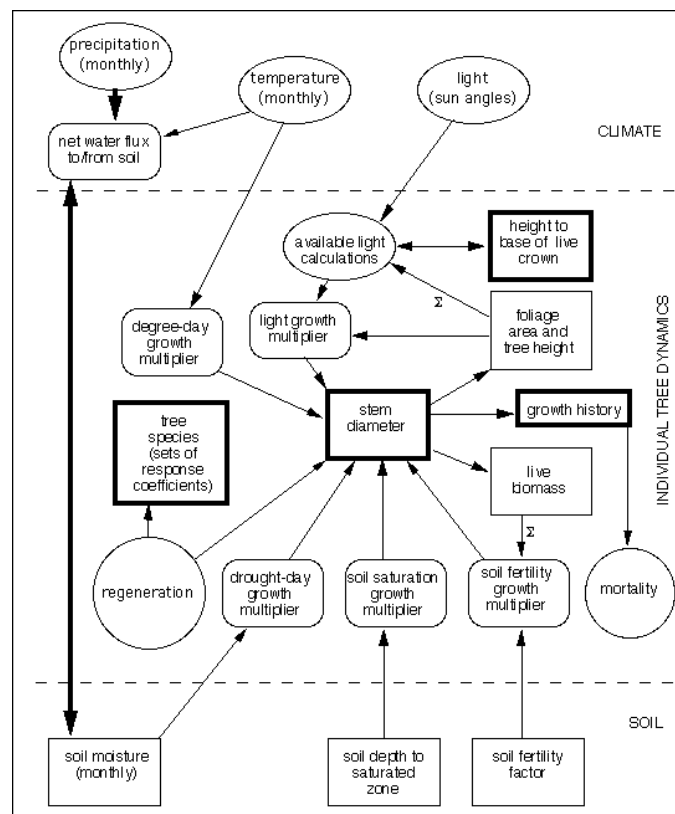 precipitation
(monthly)
temperature
(monthly)
light
(sun angles)
net water flux
to/from soil
CLIMATE
available light
calculations
height to
base of live
crown
Σ
degree-day
growth
multiplier
light growth
multiplier
foliage
area and
tree height
tree
species
(sets of
response
coefficients)
stem
diameter
growth history
live
biomass
Σ
INDIVIDUAL TREE DYNAMICS
regeneration
drought-day
growth
multiplier
soil saturation
growth
multiplier
soil fertility
growth
multiplier
mortality
SOIL
soil moisture
(monthly)
soil depth to
saturated
zone
soil fertility
factor